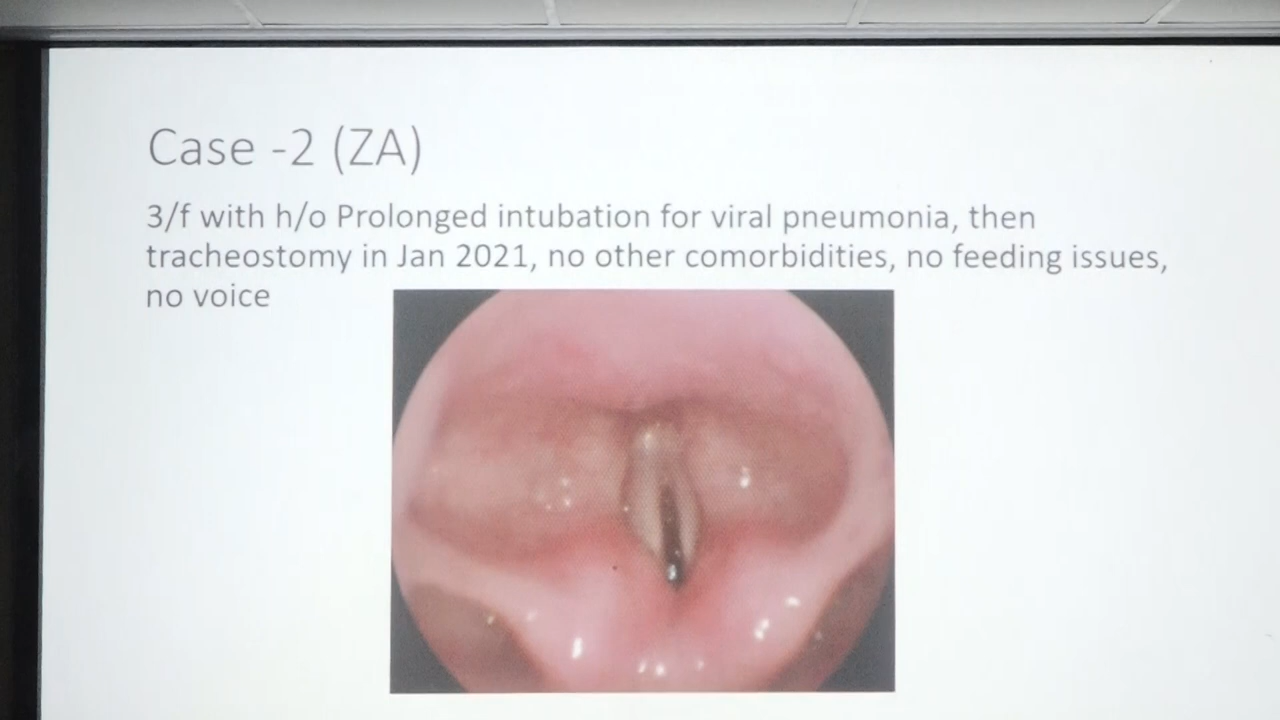 Case -2 (ZA)
3/f with h/o Prolonged intubation for viral pneumonia, then
tracheostomy in Jan 2021, no other comorbidities, no feeding issues,
no voice